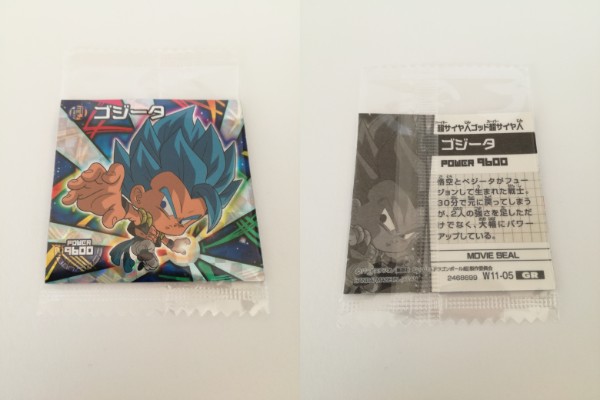 ゴジータ
POWER
9600
超サイヤ人ゴッド超サイヤ人
ゴジータ
POWER 9600
悟空とベジータがフュー
ジョンして生まれた戦士。
30分で元に戻ってしまう
が、2人の強さを足しただ
けでなく、大幅にパワー
アップしている。
MOVIE SEAL
2468699 W11-05 GR